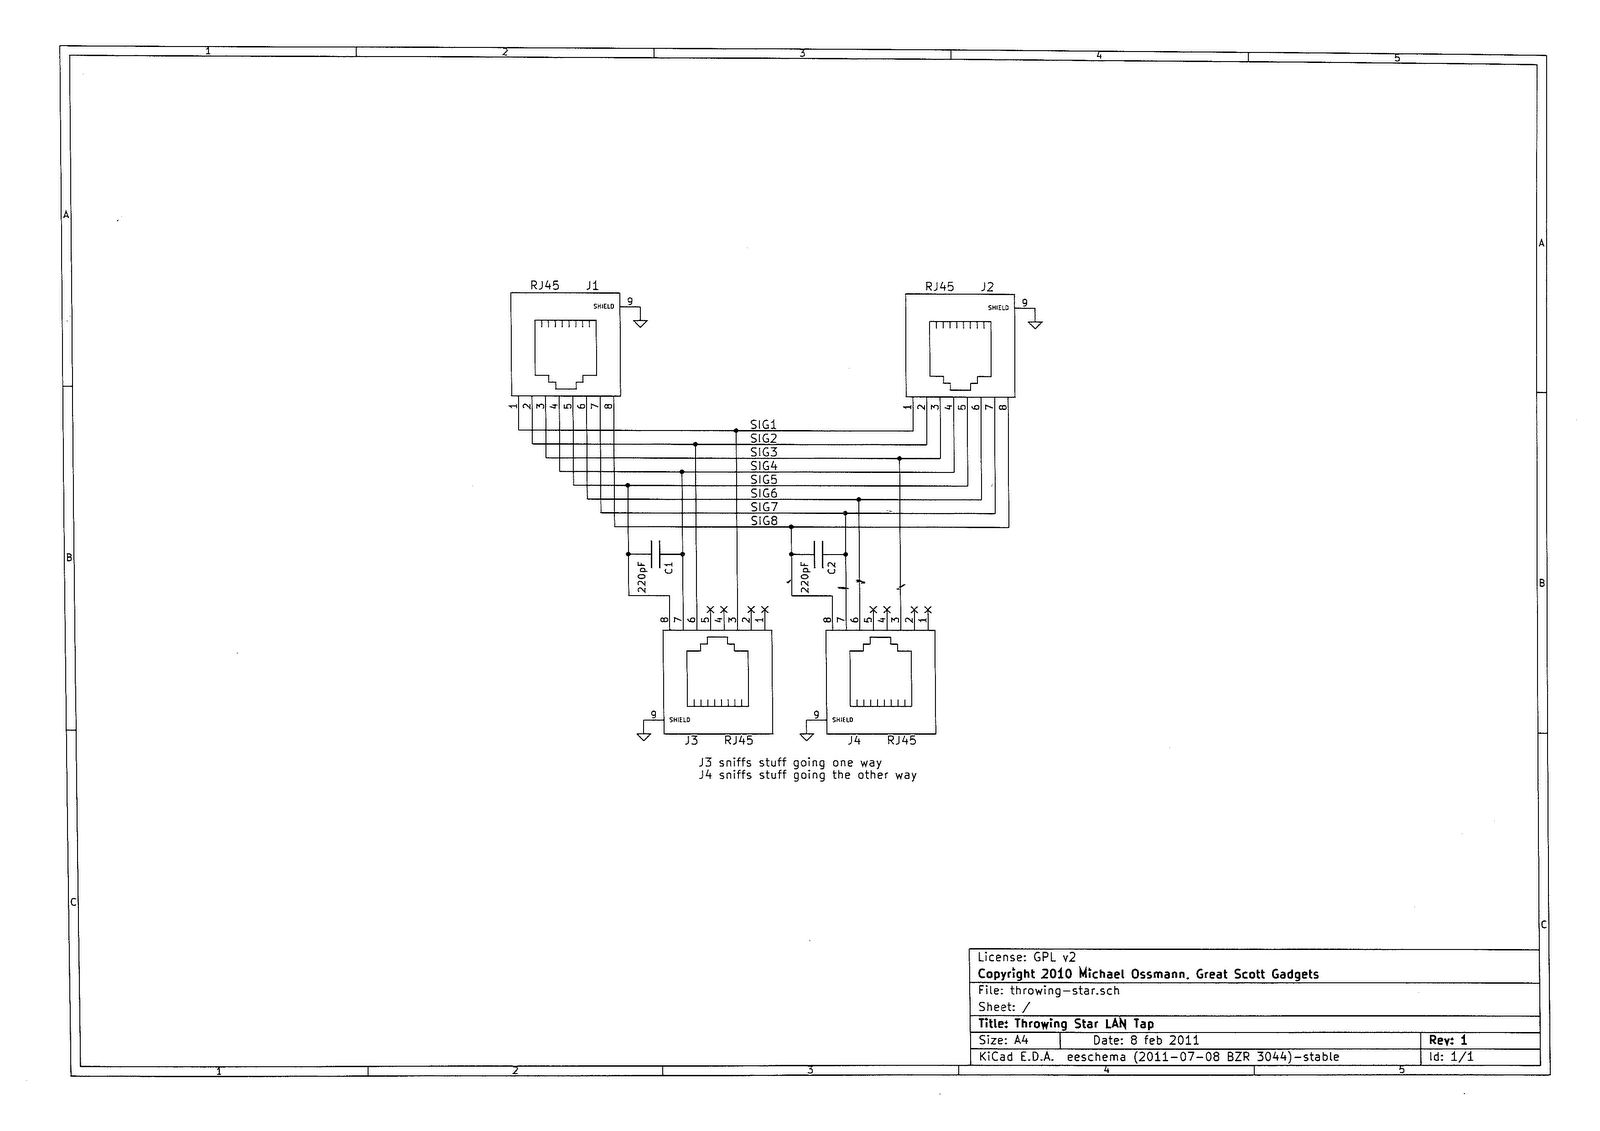 1 2 3 4 5
A A
RJ45 J1
SHIELD 9
RJ45 J2
SHIELD 9
1 2 3 4 5 6 7 8
1 2 3 4 5 6 7 8
SIG1
SIG2
SIG3
SIG4
SIG5
SIG6
SIG7
SIG8
B B
220pF C1
220pF C2
8 7 6 5 4 3 2 1
8 7 6 5 4 3 2 1
9 SHIELD
J3 RJ45
9 SHIELD
J4 RJ45
J3 sniffs stuff going one way
J4 sniffs stuff going the other way
C C
License: GPL v2
Copyright 2010 Michael Ossmann, Great Scott Gadgets
File: throwing-star.sch
Sheet: /
Title: Throwing Star LAN Tap
Size: A4 Date: 8 feb 2011 Rev: 1
KiCad E.D.A. eeschema (2011-07-08 BZR 3044)-stable Id: 1/1
1 2 3 4 5